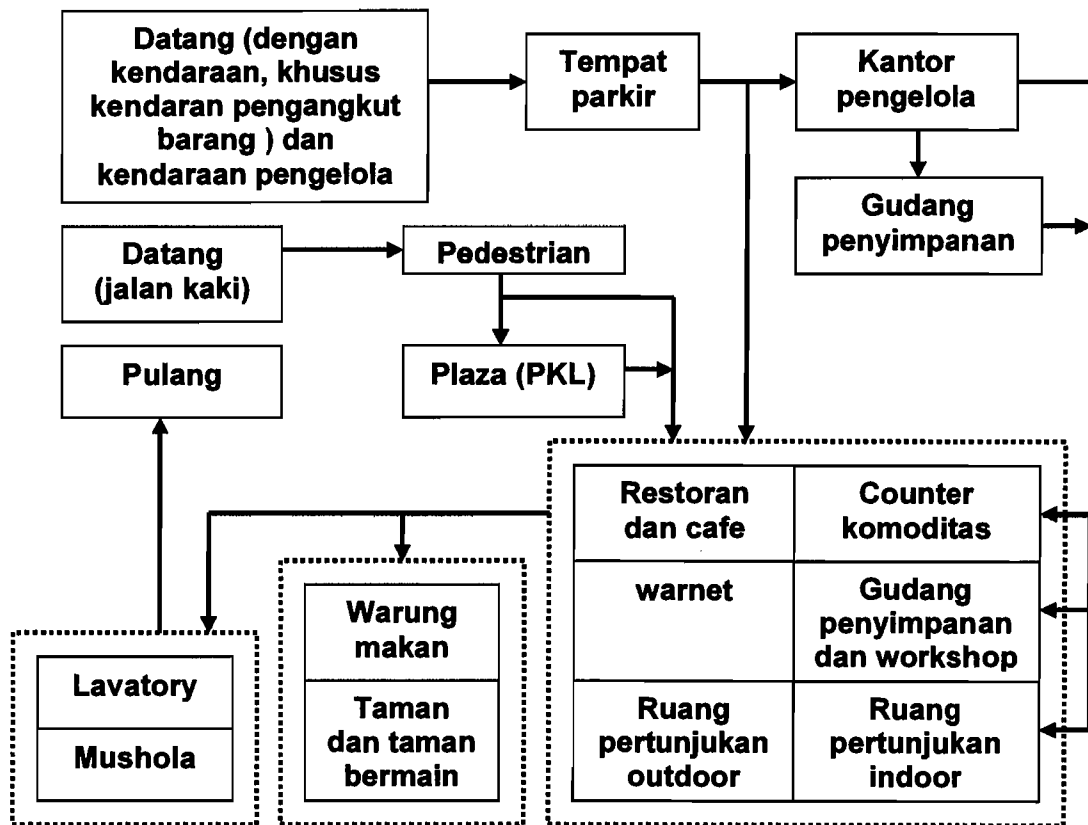 Datang (dengan
kendaraan, khusus
kendaran pengangkut
barang ) dan
kendaraan pengelola
Tempat
parkir
Kantor
pengelola
Gudang
penyimpanan
Datang
(jalan kaki)
Pedestrian
Pulang
Plaza (PKL)
Restoran
dan cafe
Counter
komoditas
warnet
Gudang
penyimpanan
dan workshop
Ruang
pertunjukan
outdoor
Ruang
pertunjukan
indoor
Warung
makan
Taman
dan taman
bermain
Lavatory
Mushola